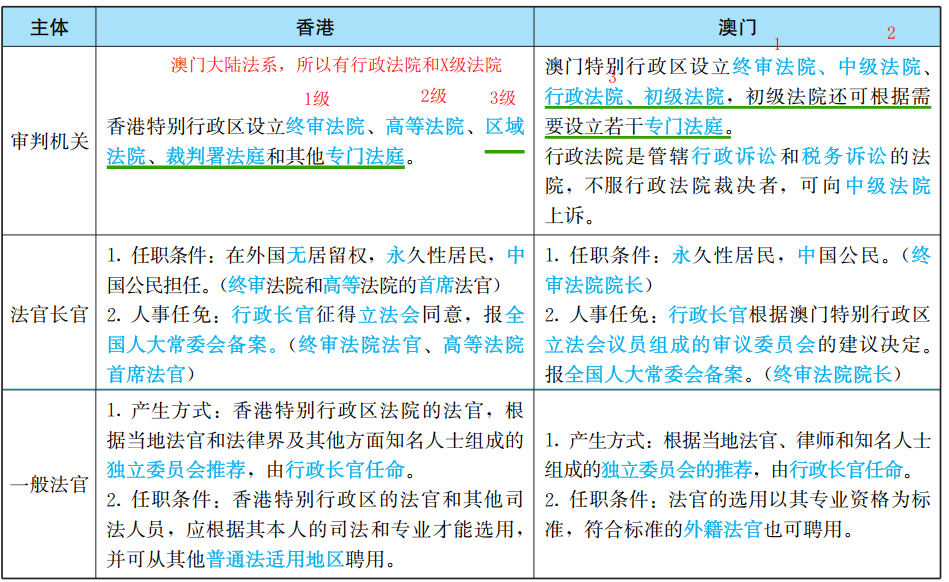 主体
香港
澳门
审判机关
澳门大陆法系，所以有行政法院和X级法院
1级
2级
3级
香港特别行政区设立终审法院、高等法院、区域
法院、裁判署法庭和其他专门法庭。
1
2
澳门特别行政区设立终审法院、中级法院、
3
行政法院、初级法院，初级法院还可根据需
要设立若干专门法庭。
行政法院是管辖行政诉讼和税务诉讼的法
院，不服行政法院裁决者，可向中级法院
上诉。
法官长官
1. 任职条件：在外国无居留权，永久性居民，中
国公民担任。（终审法院和高等法院的首席法官）
2. 人事任免：行政长官征得立法会同意，报全
国人大常委会备案。（终审法院法官、高等法院
首席法官）
1. 任职条件：永久性居民，中国公民。（终
审法院院长）
2. 人事任免：行政长官根据澳门特别行政区
立法会议员组成的审议委员会的建议决定。
报全国人大常委会备案。（终审法院院长）
一般法官
1. 产生方式：香港特别行政区法院的法官，根
据当地法官和法律界及其他方面知名人士组成的
独立委员会推荐，由行政长官任命。
2. 任职条件：香港特别行政区的法官和其他司
法人员，应根据其本人的司法和专业才能选用，
并可从其他普通法适用地区聘用。
1. 产生方式：根据当地法官、律师和知名人士
组成的独立委员会的推荐，由行政长官任命。
2. 任职条件：法官的选用以其专业资格为标
准，符合标准的外籍法官也可聘用。